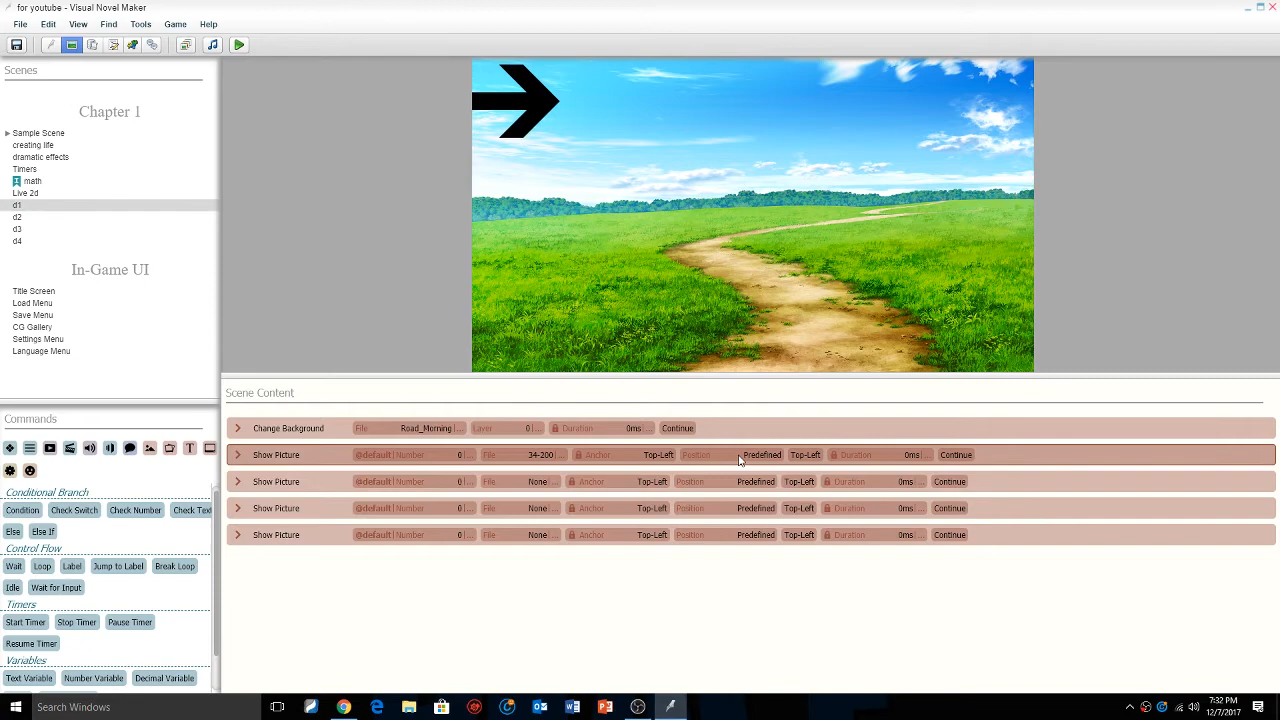 for youtube - Visual Novel Maker
File Edit View Find Tools Game Help
Scenes
Chapter 1
Sample Scene
creating life
dramatic effects
Timers
math
Live 2d
d1
d2
d3
d4
In-Game UI
Title Screen
Load Menu
Save Menu
CG Gallery
Settings Menu
Language Menu
Commands
Conditional Branch
Condition Check Switch Check Number Check Text
Else Else If
Control Flow
Wait Loop Label Jump to Label Break Loop
Idle Wait for Input
Timers
Start Timer Stop Timer Pause Timer
Resume Timer
Variables
Text Variable Number Variable Decimal Variable
Scene Content
Change Background File Road_Morning ... Layer 0 ... Duration 0ms ... Continue
Show Picture @default Number 0 ... File 34-200 ... Anchor Top-Left Position Predefined Top-Left Duration 0ms ... Continue
Show Picture @default Number 0 ... File None ... Anchor Top-Left Position Predefined Top-Left Duration 0ms ... Continue
Show Picture @default Number 0 ... File None ... Anchor Top-Left Position Predefined Top-Left Duration 0ms ... Continue
Show Picture @default Number 0 ... File None ... Anchor Top-Left Position Predefined Top-Left Duration 0ms ... Continue
Search Windows
7:32 PM
12/7/2017